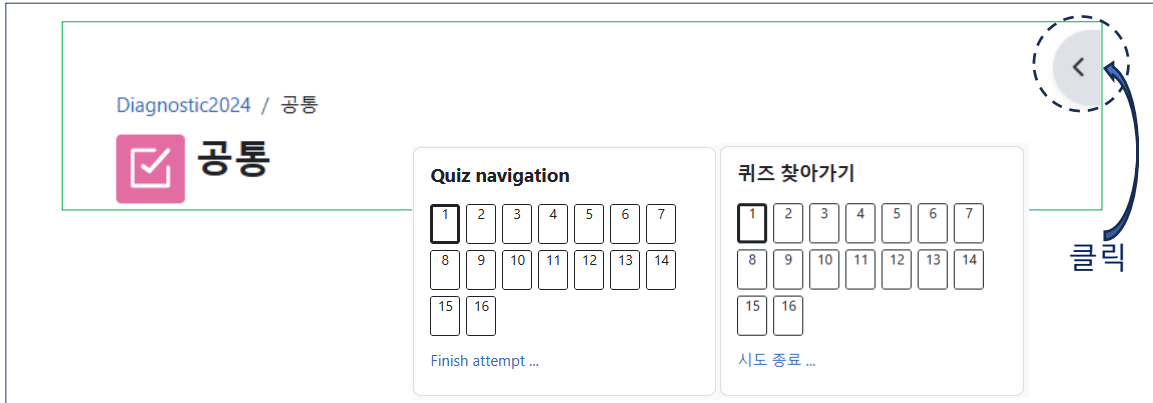 Diagnostic2024 / 공통
공통
Quiz navigation
1 2 3 4 5 6 7
8 9 10 11 12 13 14
15 16
Finish attempt ...
퀴즈 찾아가기
1 2 3 4 5 6 7
8 9 10 11 12 13 14
15 16
시도 종료 ...
클릭